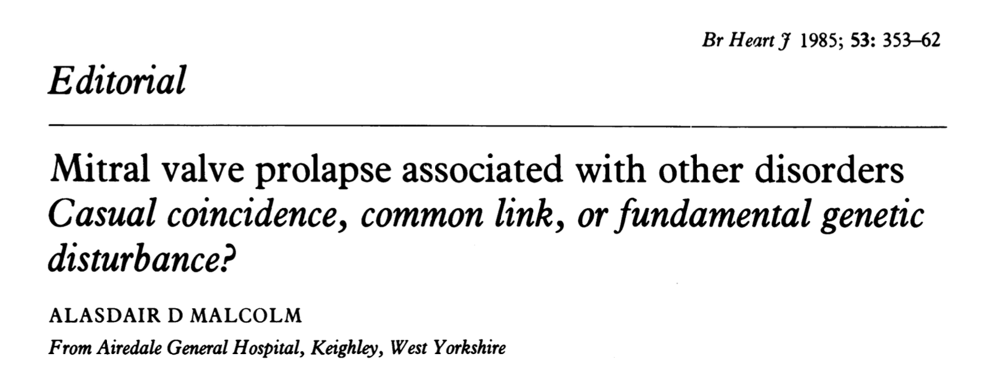 Br Heart J 1985; 53: 353–62
Editorial
Mitral valve prolapse associated with other disorders
Casual coincidence, common link, or fundamental genetic
disturbance?
ALASDAIR D MALCOLM
From Airedale General Hospital, Keighley, West Yorkshire